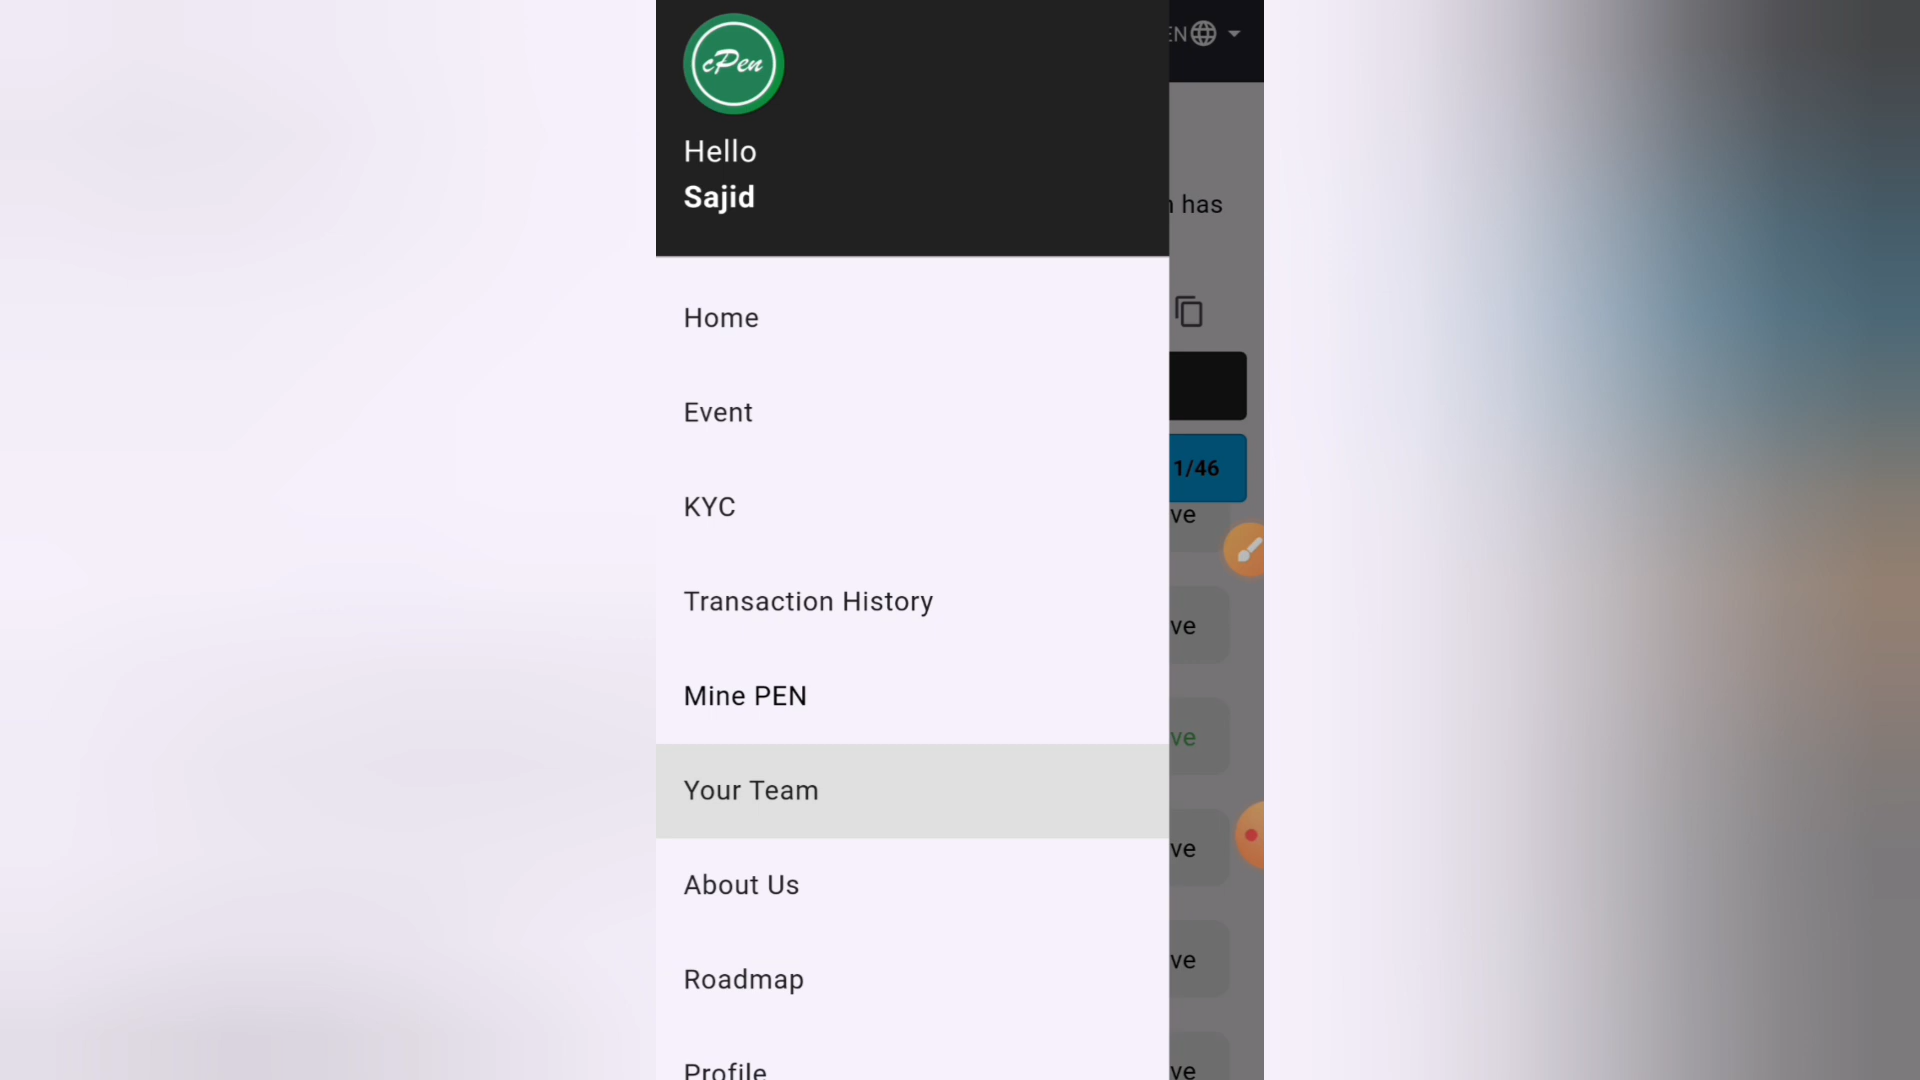 cPen
EN
Hello
Sajid
has
Home
Event
KYC
1/46
ve
Transaction History
ve
Mine PEN
ve
Your Team
ve
About Us
ve
Roadmap
Profile
ve